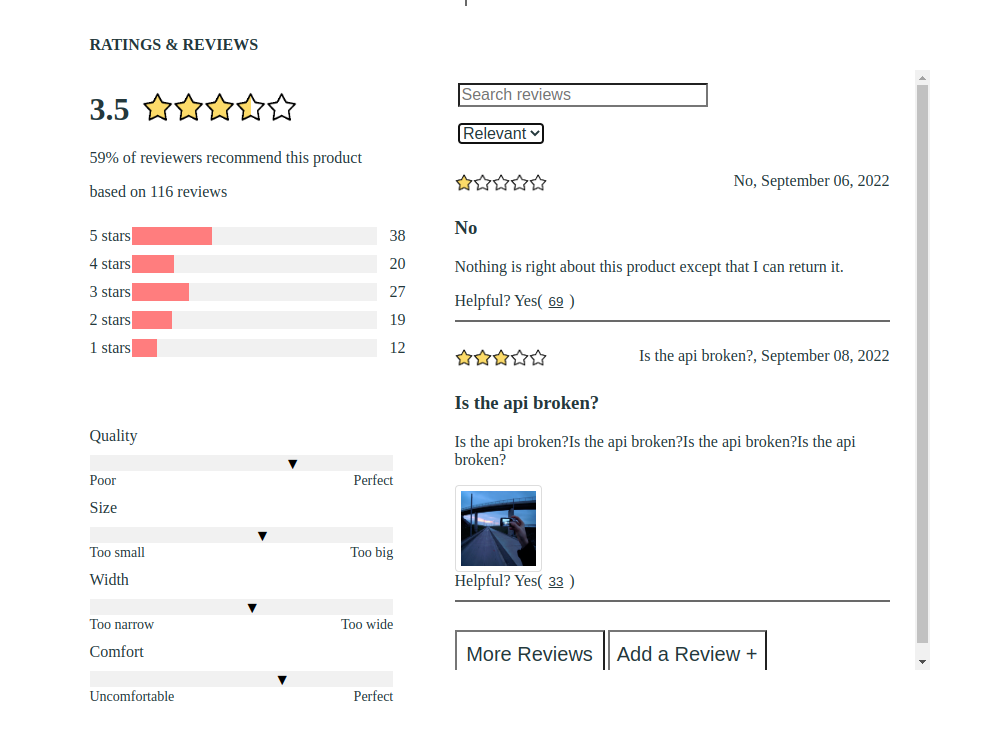 RATINGS & REVIEWS
3.5
59% of reviewers recommend this product
based on 116 reviews
5 stars 38
4 stars 20
3 stars 27
2 stars 19
1 stars 12
Quality
Poor Perfect
Size
Too small Too big
Width
Too narrow Too wide
Comfort
Uncomfortable Perfect
Search reviews
Relevant
No, September 06, 2022
No
Nothing is right about this product except that I can return it.
Helpful? Yes( 69 )
Is the api broken?, September 08, 2022
Is the api broken?
Is the api broken?Is the api broken?Is the api broken?Is the api
broken?
Helpful? Yes( 33 )
More Reviews Add a Review +